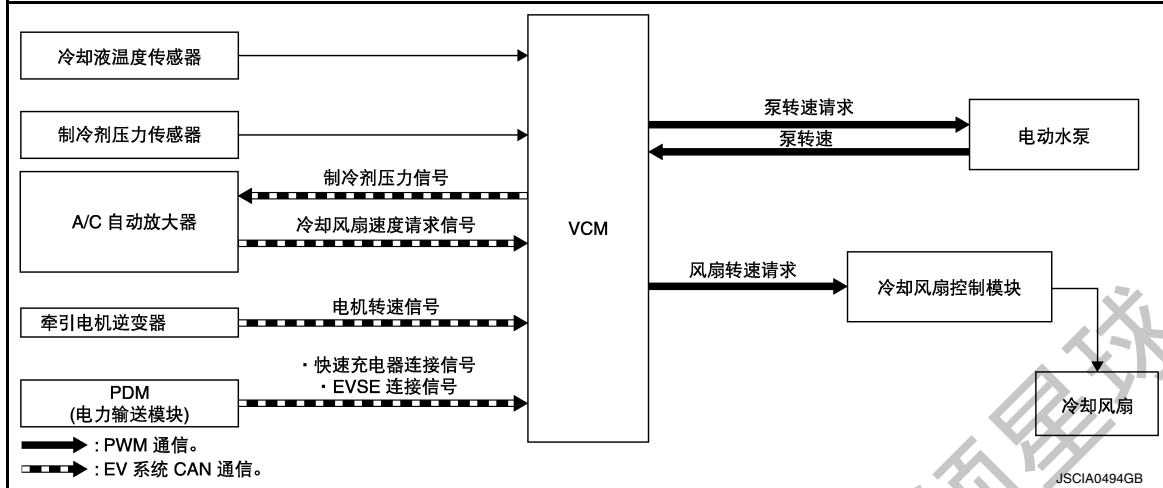 冷却液温度传感器
制冷剂压力传感器
A/C 自动放大器
制冷剂压力信号
冷却风扇速度请求信号
牵引电机逆变器
电机转速信号
PDM
(电力输送模块)
· 快速充电器连接信号
· EVSE 连接信号
VCM
泵转速请求
泵转速
电动水泵
风扇转速请求
冷却风扇控制模块
冷却风扇
: PWM 通信。
: EV 系统 CAN 通信。
JSCIA0494GB
星球